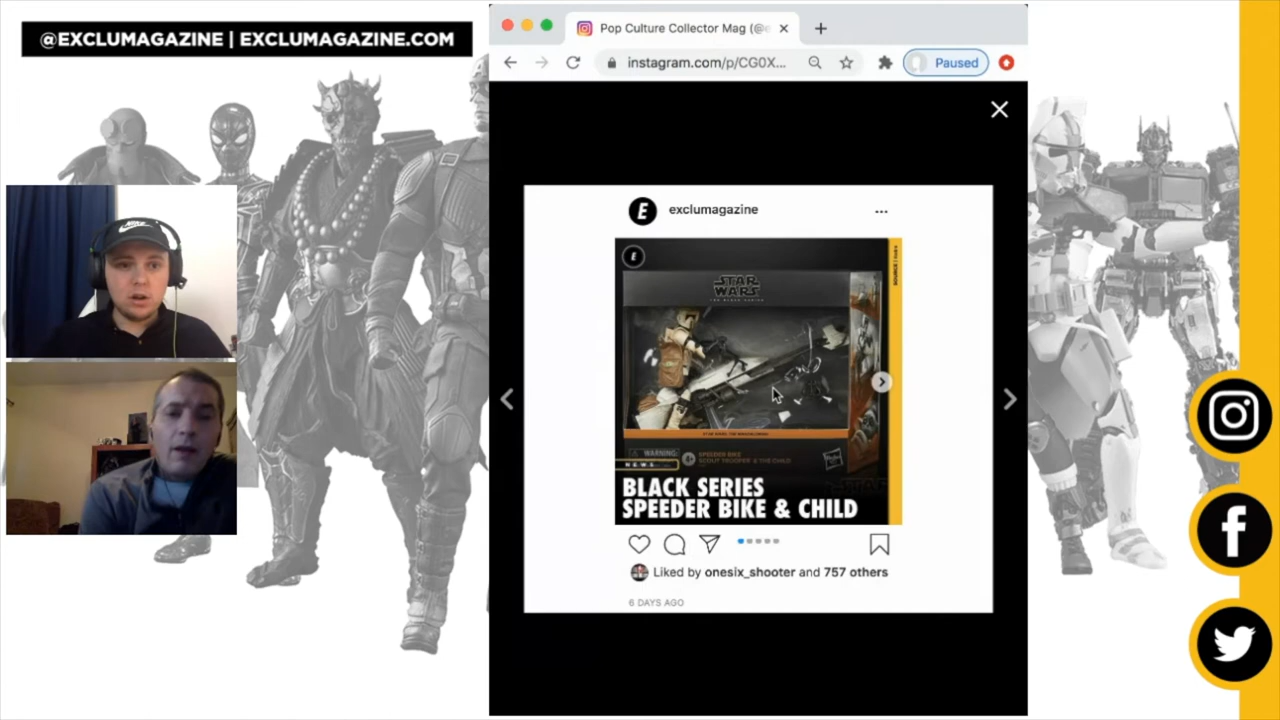 @EXCLUMAGAZINE | EXCLUMAGAZINE.COM
Pop Culture Collector Mag (@e
instagram.com/p/CG0X...
Paused
E exclumagazine
E
STAR
WARS
THE BLACK SERIES
WARNING:
SPEEDER BIKE
SCOUT TROOPER & THE CHILD
NEWS
BLACK SERIES
SPEEDER BIKE & CHILD
Liked by onesix_shooter and 757 others
6 DAYS AGO